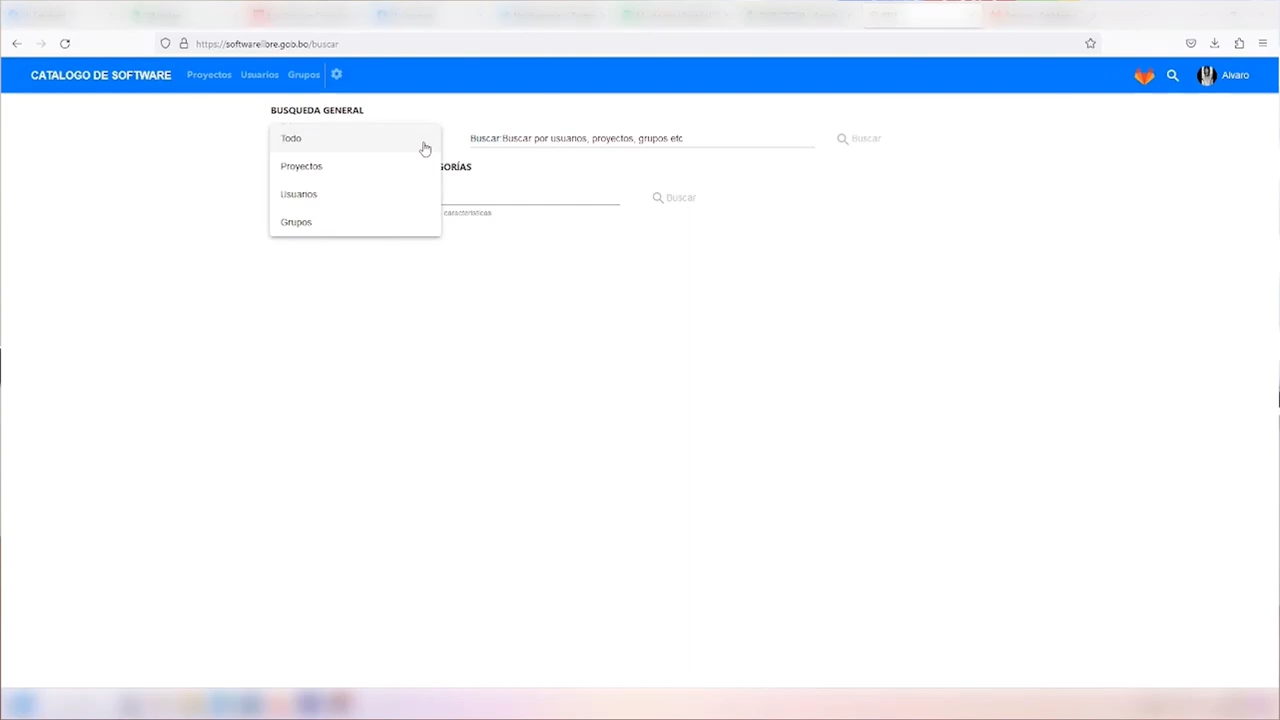 https://softwarelibre.gob.bo/buscar
CATALOGO DE SOFTWARE Proyectos Usuarios Grupos Alvaro
BUSQUEDA GENERAL
Todo
Buscar:Buscar por usuarios, proyectos, grupos etc
Buscar
Proyectos
GORÍAS
Usuarios
Buscar
características
Grupos